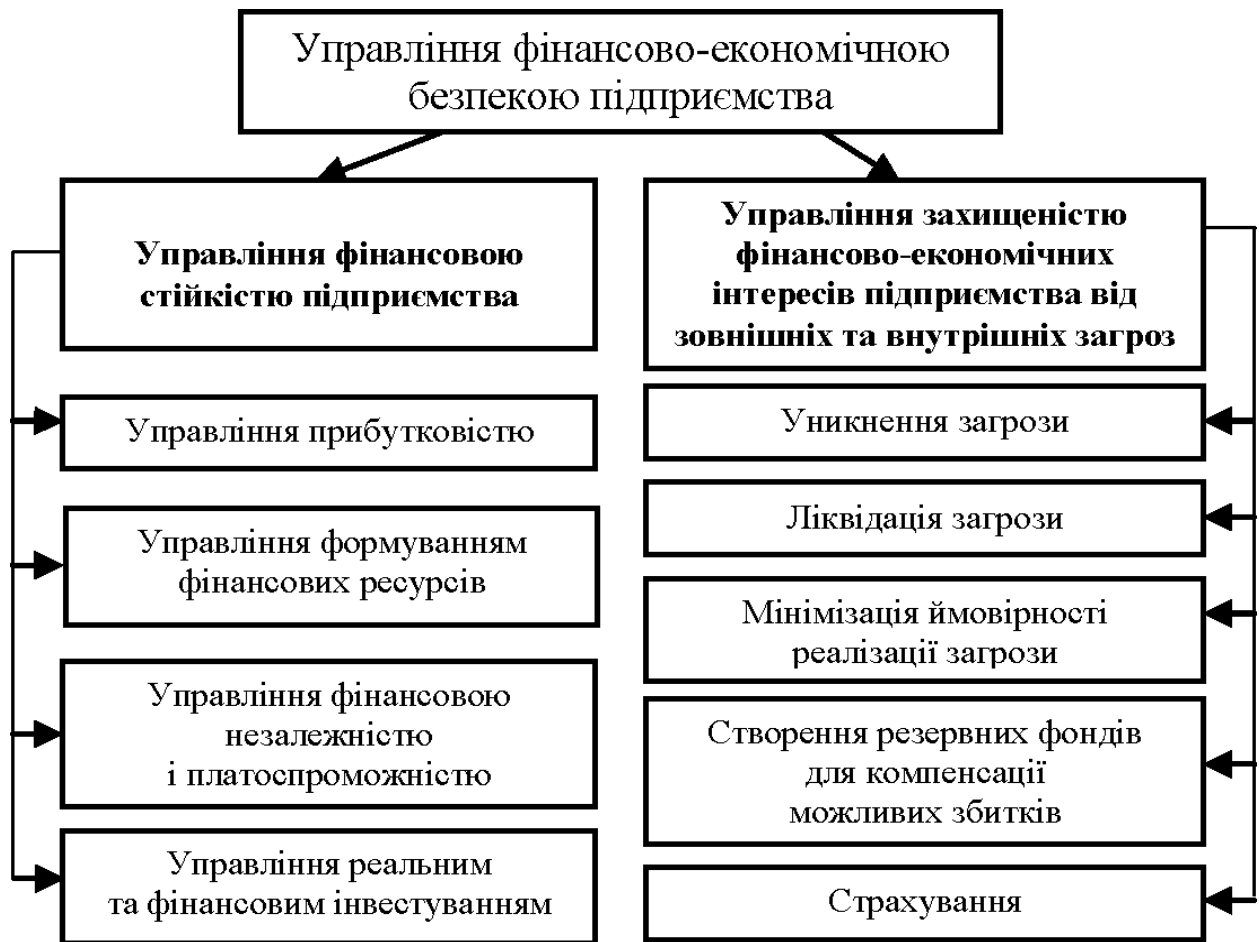 Управління фінансово-економічною
безпекою підприємства
Управління фінансовою
стійкістю підприємства
Управління прибутковістю
Управління формуванням
фінансових ресурсів
Управління фінансовою
незалежністю
і платоспроможністю
Управління реальним
та фінансовим інвестуванням
Управління захищеністю
фінансово-економічних
інтересів підприємства від
зовнішніх та внутрішніх загроз
Уникнення загрози
Ліквідація загрози
Мінімізація ймовірності
реалізації загрози
Створення резервних фондів
для компенсації
можливих збитків
Страхування